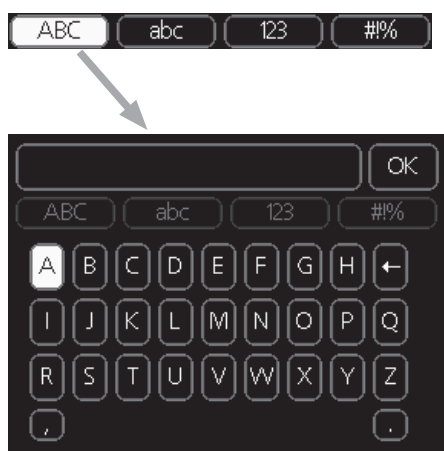 ABC abc 123 #!%
OK
ABC abc 123 #!%
A B C D E F G H ←
I J K L M N O P Q
R S T U V W X Y Z
, .